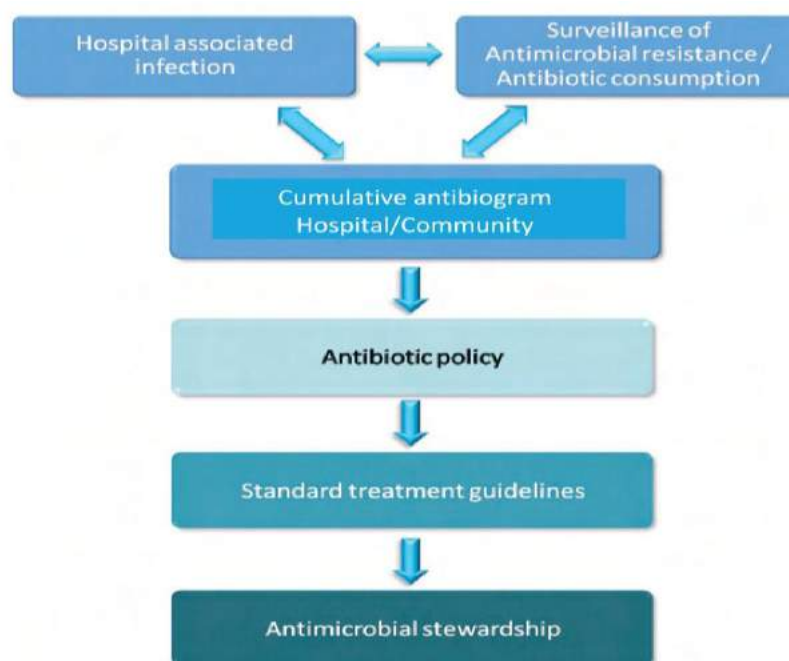 Hospital associated
infection
Surveillance of
Antimicrobial resistance /
Antibiotic consumption
Cumulative antibiogram
Hospital/Community
Antibiotic policy
Standard treatment guidelines
Antimicrobial stewardship